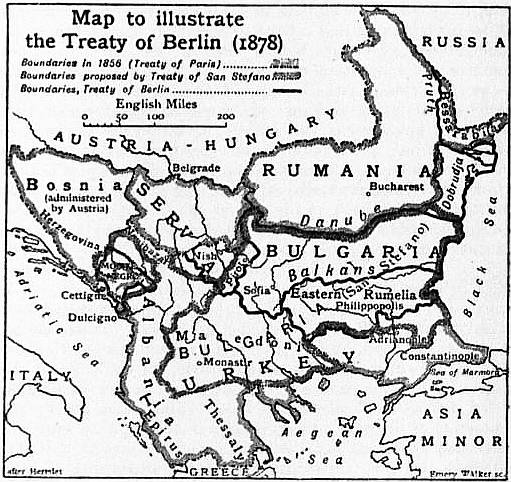 Map to illustrate
the Treaty of Berlin (1878)
Boundaries in 1856 (Treaty of Paris)
Boundaries proposed by Treaty of San Stefano
Boundaries, Treaty of Berlin
English Miles
0 50 100 200
RUSSIA
Pruth
Bessarabia
AUSTRIA-HUNGARY
Belgrade
RUMANIA
Bucharest
Dobrudja
Bosnia
(administered
by Austria)
Herzegovina
SERVIA
Novibazar
Nish
Pirot
Danube
BULGARIA
(San Stefano)
Balkans
Black Sea
MONTENEGRO
Cettigne
Dulcigno
Adriatic Sea
Sofia
Eastern Rumelia
Philippopolis
Adrianople
Constantinople
Sea of Marmora
Albania
Macedonia
BULGARIA
Monastir
TURKEY
ITALY
Epirus
Thessaly
Aegean
Sea
ASIA
MINOR
GREECE
after Hermlet
Emery Walker sc.